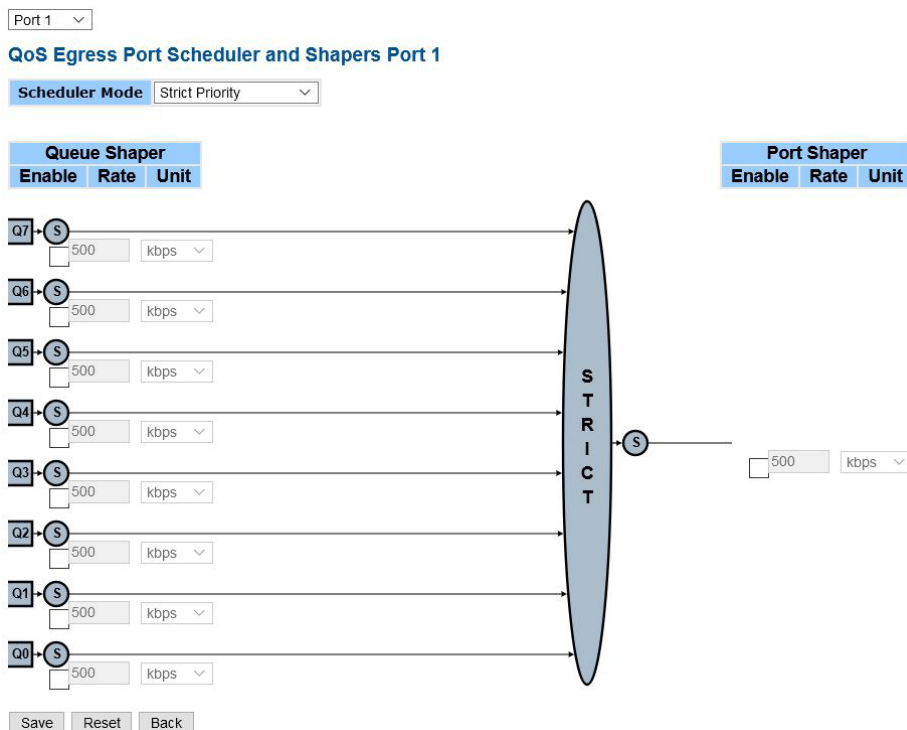 Port 1
QoS Egress Port Scheduler and Shapers Port 1
Scheduler Mode Strict Priority
Queue Shaper Port Shaper
Enable Rate Unit Enable Rate Unit
Q7 S
500 kbps
Q6 S
500 kbps
Q5 S
500 kbps
Q4 S
500 kbps
STRICT
S
500 kbps
Q3 S
500 kbps
Q2 S
500 kbps
Q1 S
500 kbps
Q0 S
500 kbps
Save Reset Back